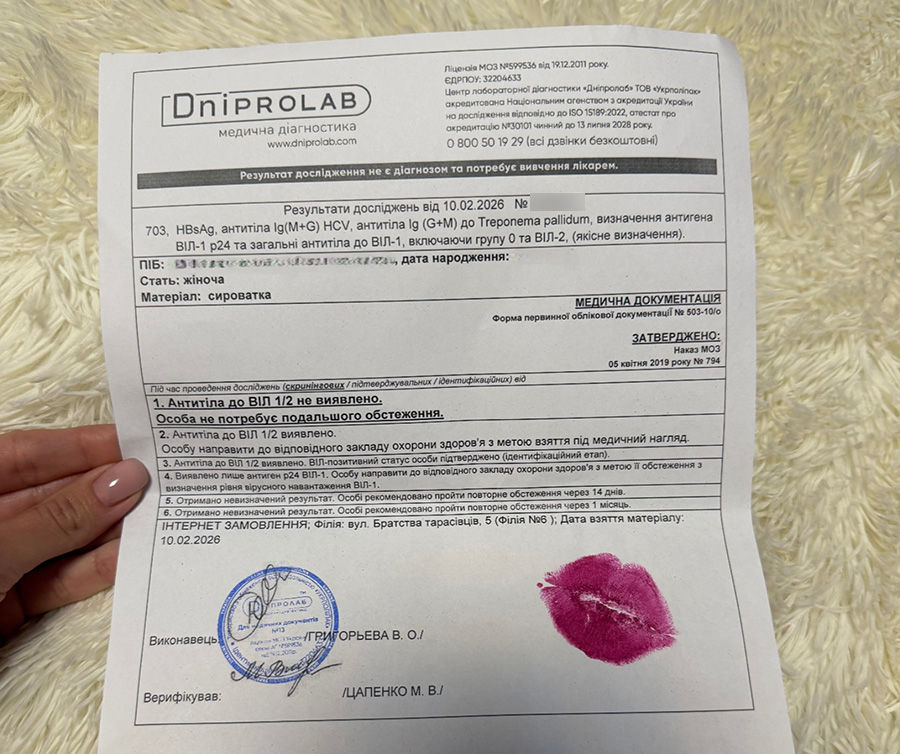 DNIPROLAB
медична діагностика
www.dniprolab.com
Ліцензія МОЗ №599536 від 19.12.2011 року.
ЄДРПОУ: 32204633
Центр лабораторної діагностики «Дніпролаб» ТОВ «Укрполіпак»
акредитована Національним агентством з акредитації України
на дослідження відповідно до ISO 15189:2022, атестат про
акредитацію №30101 чинний до 13 липня 2028 року.
0 800 50 19 29 (всі дзвінки безкоштовні)
Результат дослідження не є діагнозом та потребує вивчення лікарем.
Результати досліджень від 10.02.2026 №
703, HBsAg, антитіла Ig(M+G) HCV, антитіла Ig (G+M) до Treponema pallidum, визначення антигена
ВІЛ-1 p24 та загальні антитіла до ВІЛ-1, включаючи групу 0 та ВІЛ-2, (якісне визначення).
ПІБ: , дата народження:
Стать: жіноча
Матеріал: сироватка
МЕДИЧНА ДОКУМЕНТАЦІЯ
Форма первинної облікової документації № 503-10/о
ЗАТВЕРДЖЕНО:
Наказ МОЗ
05 квітня 2019 року № 794
Під час проведення досліджень (скринінгових / підтверджувальних / ідентифікаційних) від
1. Антитіла до ВІЛ 1/2 не виявлено.
Особа не потребує подальшого обстеження.
2. Антитіла до ВІЛ 1/2 виявлено.
Особу направити до відповідного закладу охорони здоров'я з метою взяття під медичний нагляд.
3. Антитіла до ВІЛ 1/2 виявлено. ВІЛ-позитивний статус особи підтверджено (ідентифікаційний етап).
4. Виявлено лише антиген p24 ВІЛ-1. Особу направити до відповідного закладу охорони здоров'я з метою її обстеження з
визначення рівня вірусного навантаження ВІЛ-1.
5. Отримано невизначений результат. Особі рекомендовано пройти повторне обстеження через 14 днів.
6. Отримано невизначений результат. Особі рекомендовано пройти повторне обстеження через 1 місяць.
ІНТЕРНЕТ ЗАМОВЛЕННЯ; Філія: вул. Братства тарасівців, 5 (Філія №6 ); Дата взяття матеріалу:
10.02.2026
Виконавець: /ГРИГОРЬЄВА В. О./
Для медичних документів
№13
Верифікував: /ЦАПЕНКО М. В./